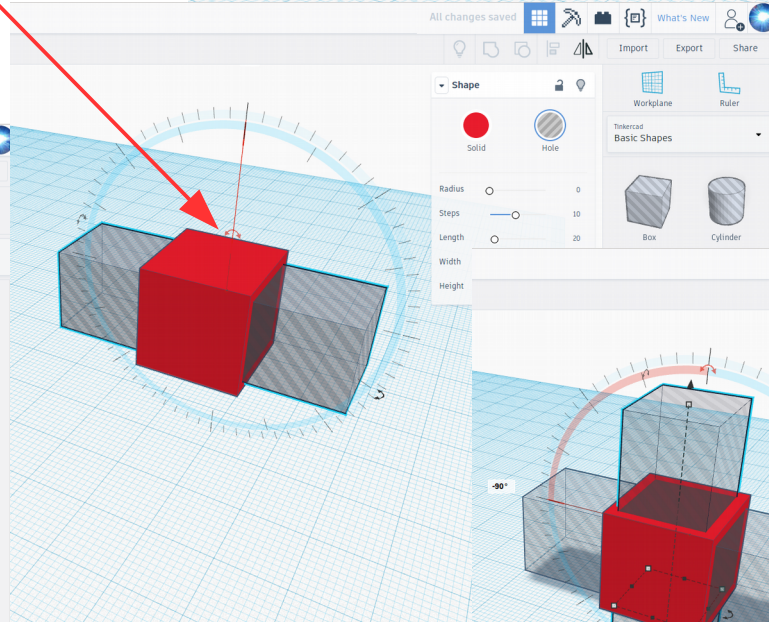 All changes saved
What's New
Import Export Share
Shape
Solid Hole
Radius 0
Steps 10
Length 20
Width
Height
Workplane Ruler
Tinkercad
Basic Shapes
Box Cylinder
-90°